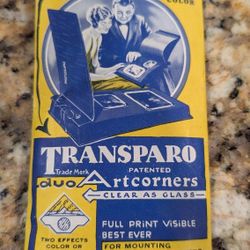 COLOR
TRANSPARO
Trade Mark PATENTED
duo Artcorners
CLEAR AS GLASS
FULL PRINT VISIBLE
BEST EVER
TWO EFFECTS
COLOR OR
FOR MOUNTING